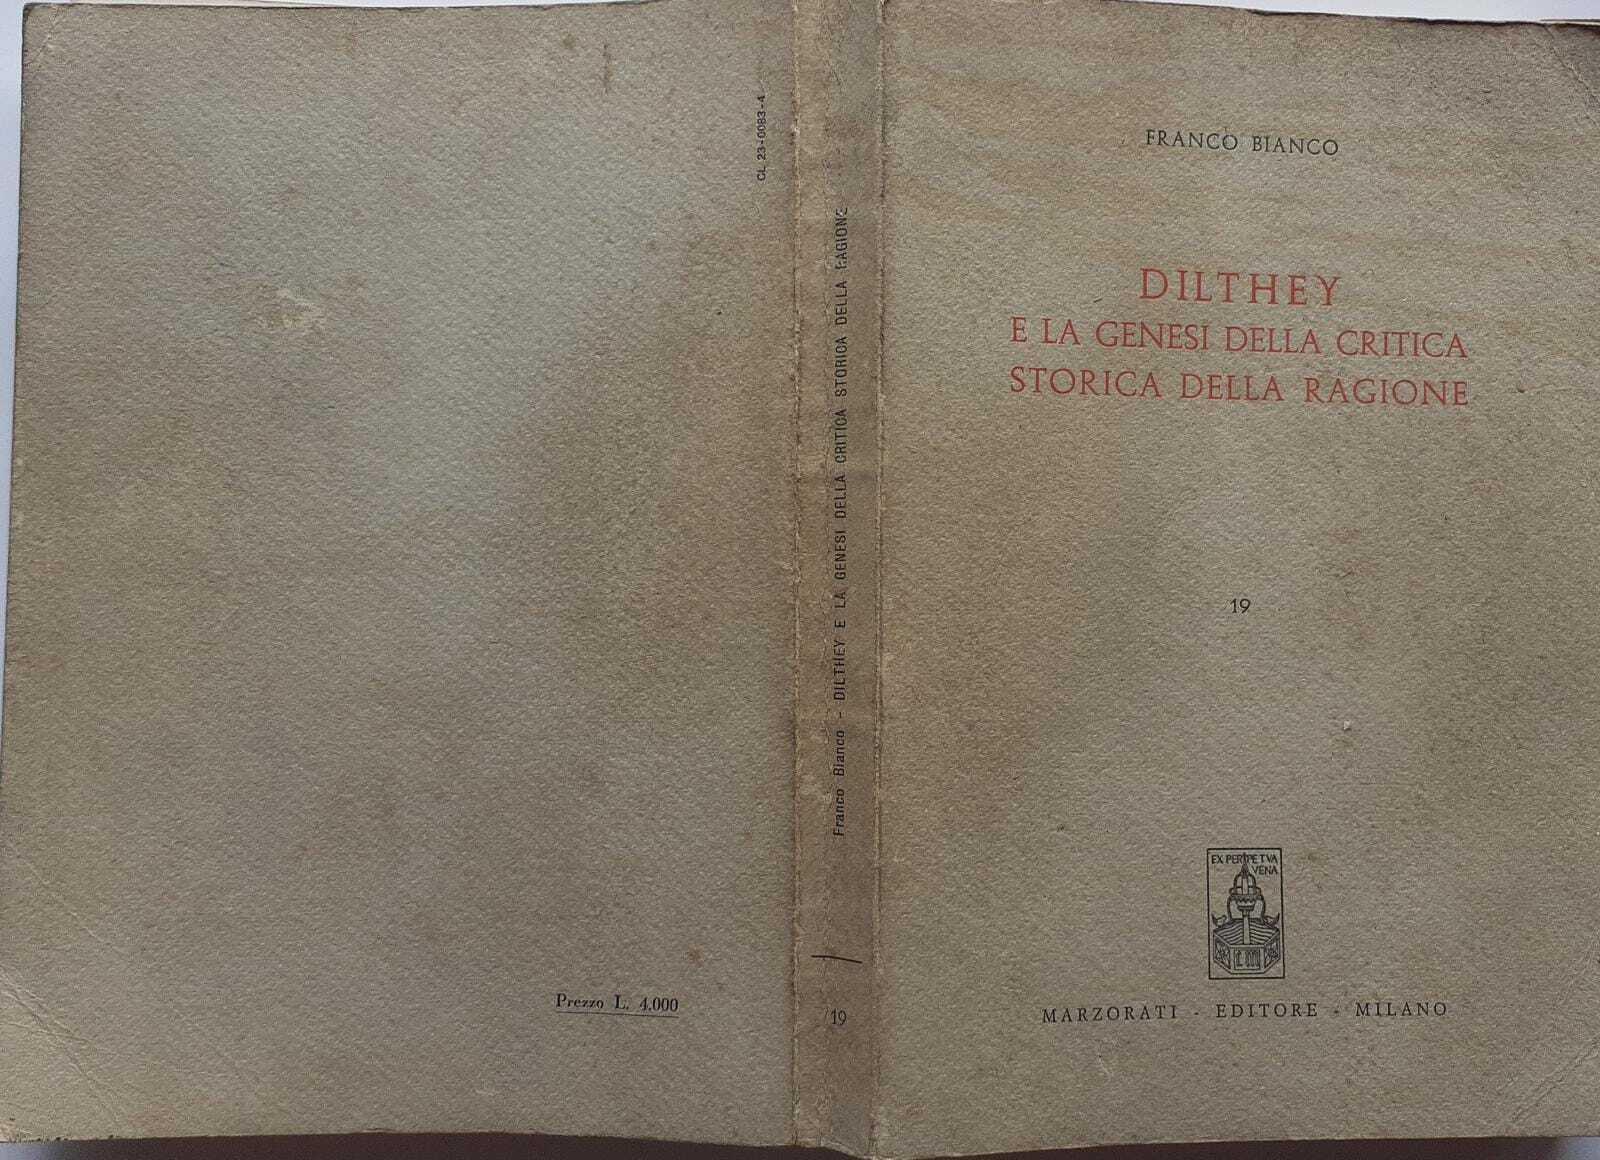 FRANCO BIANCO
DILTHEY
E LA GENESI DELLA CRITICA
STORICA DELLA RAGIONE
19
EX PERPETVA
VENA
MARZORATI - EDITORE - MILANO
Franco Bianco - DILTHEY E LA GENESI DELLA CRITICA STORICA DELLA RAGIONE
19
CL 23-0083-4
Prezzo L. 4.000